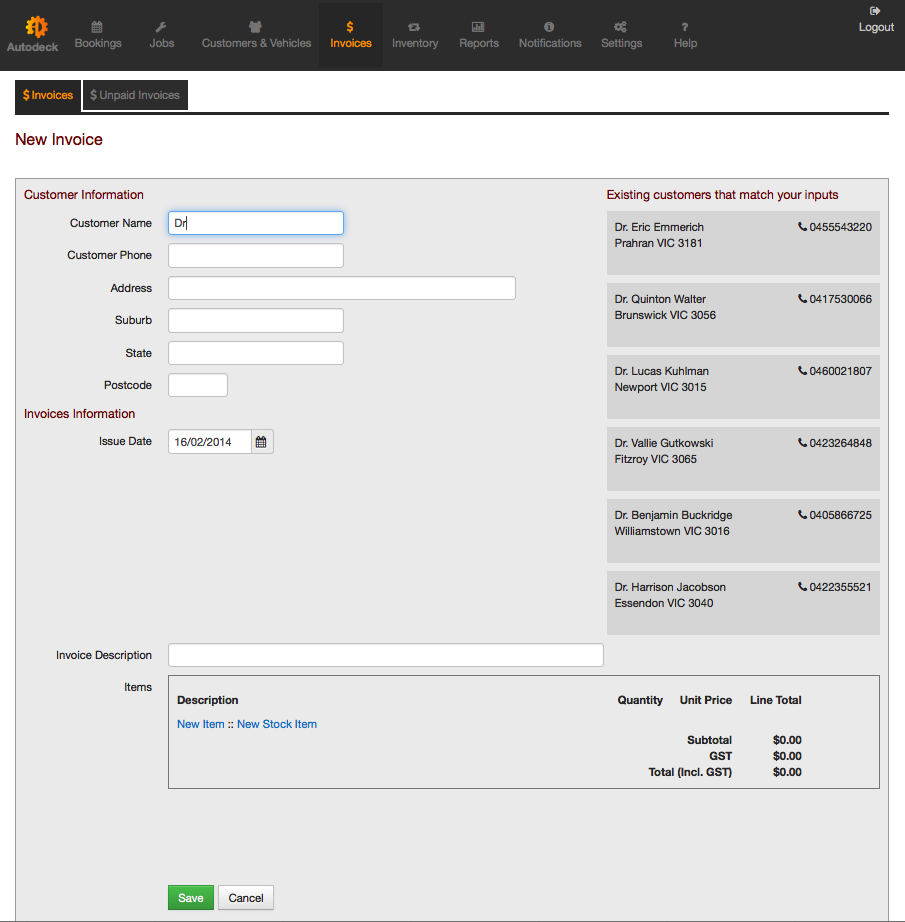 Autodeck
Bookings
Jobs
Customers & Vehicles
$
Invoices
Inventory
Reports
Notifications
Settings
?
Help
Logout
$ Invoices
$ Unpaid Invoices
New Invoice
Customer Information
Customer Name
Dr
Customer Phone
Address
Suburb
State
Postcode
Invoices Information
Issue Date
16/02/2014
Existing customers that match your inputs
Dr. Eric Emmerich 0455543220
Prahran VIC 3181
Dr. Quinton Walter 0417530066
Brunswick VIC 3056
Dr. Lucas Kuhlman 0460021807
Newport VIC 3015
Dr. Vallie Gutkowski 0423264848
Fitzroy VIC 3065
Dr. Benjamin Buckridge 0405866725
Williamstown VIC 3016
Dr. Harrison Jacobson 0422355521
Essendon VIC 3040
Invoice Description
Items
Description Quantity Unit Price Line Total
New Item :: New Stock Item
Subtotal $0.00
GST $0.00
Total (Incl. GST) $0.00
Save
Cancel